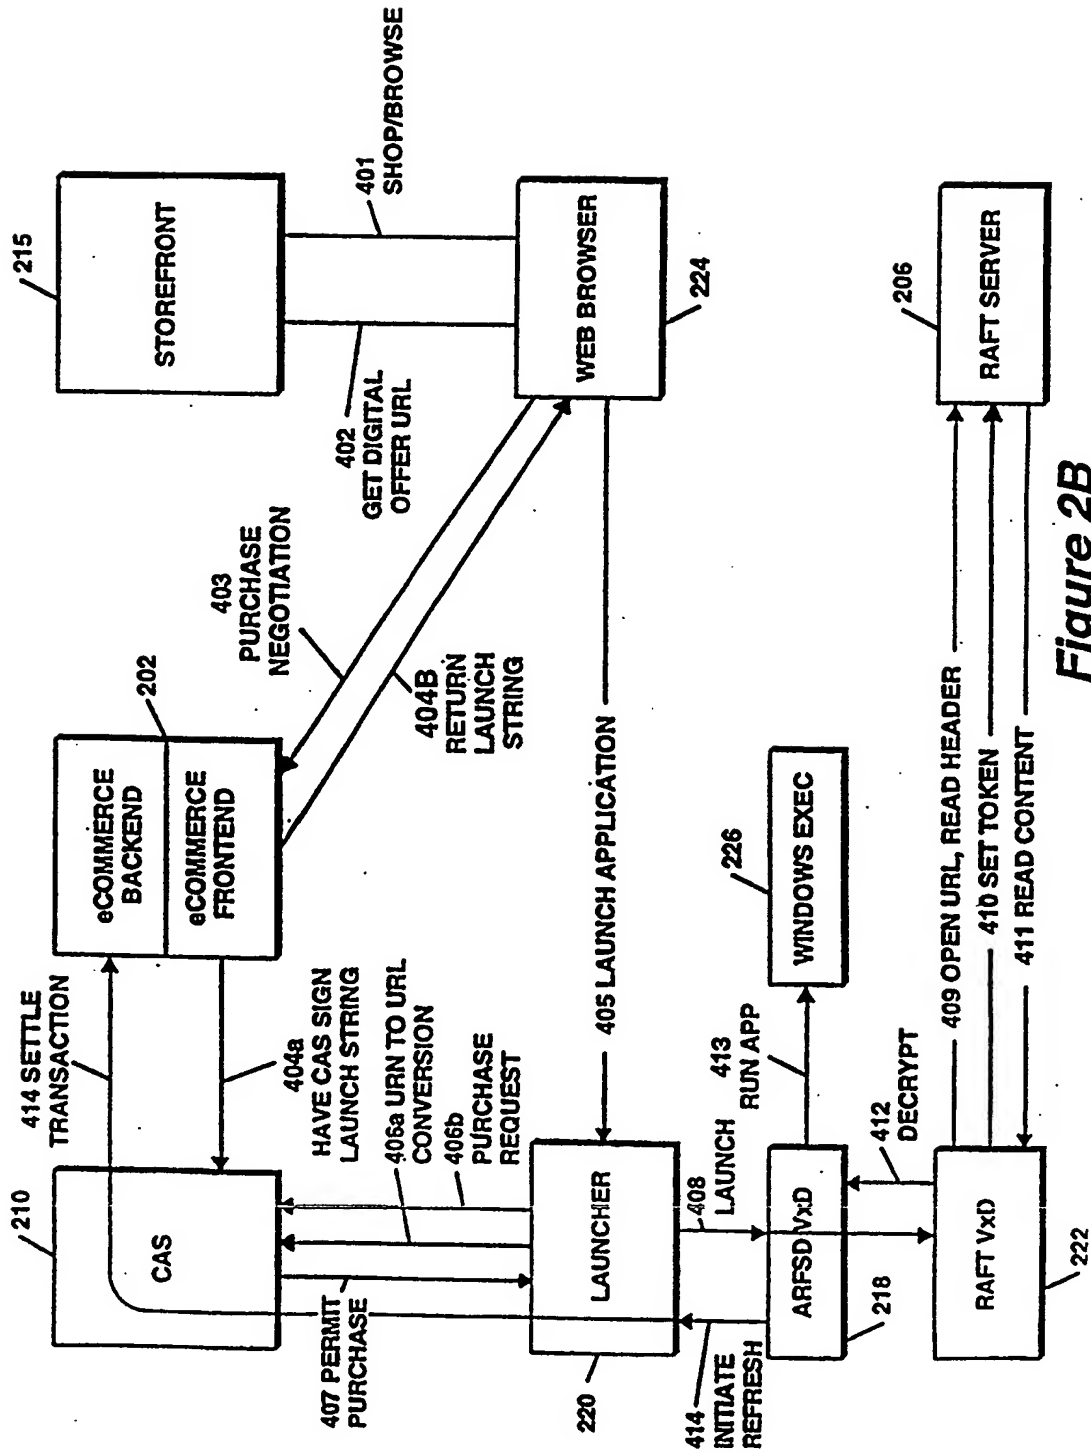 414 SETTLE
TRANSACTION
210
CAS
eCOMMERCE
BACKEND
eCOMMERCE
FRONTEND
202
215
STOREFRONT
404a
HAVE CAS SIGN
LAUNCH STRING
406a URN TO URL
CONVERSION
406b
PURCHASE
REQUEST
407 PERMIT
PURCHASE
403
PURCHASE
NEGOTIATION
404B
RETURN
LAUNCH
STRING
402
GET DIGITAL
OFFER URL
401
SHOP/BROWSE
LAUNCHER
220
405 LAUNCH APPLICATION
WEB BROWSER
224
414
INITIATE
REFRESH
408
LAUNCH
413
RUN APP
ARFSD VxD
218
WINDOWS EXEC
226
412
DECRYPT
RAFT VxD
222
409 OPEN URL, READ HEADER
410 SET TOKEN
411 READ CONTENT
206
RAFT SERVER
Figure 2B